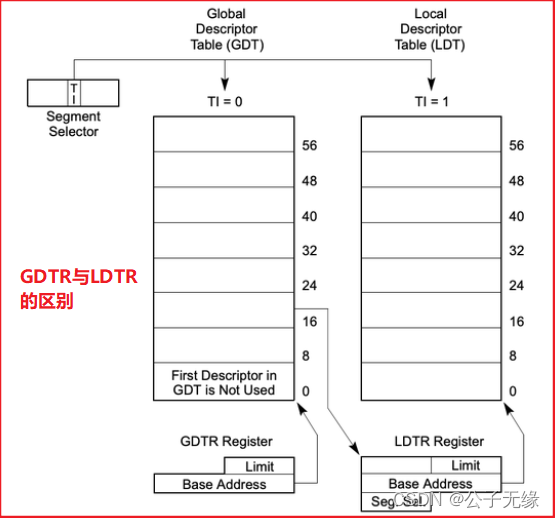 Global
Descriptor
Table (GDT)
Local
Descriptor
Table (LDT)
T
I
Segment
Selector
TI = 0
TI = 1
56
48
40
32
24
16
8
0
First Descriptor in
GDT is Not Used
56
48
40
32
24
16
8
0
GDTR与LDTR
的区别
GDTR Register
Limit
Base Address
LDTR Register
Limit
Base Address
Seg. Sel.
CSDN @公子无缘